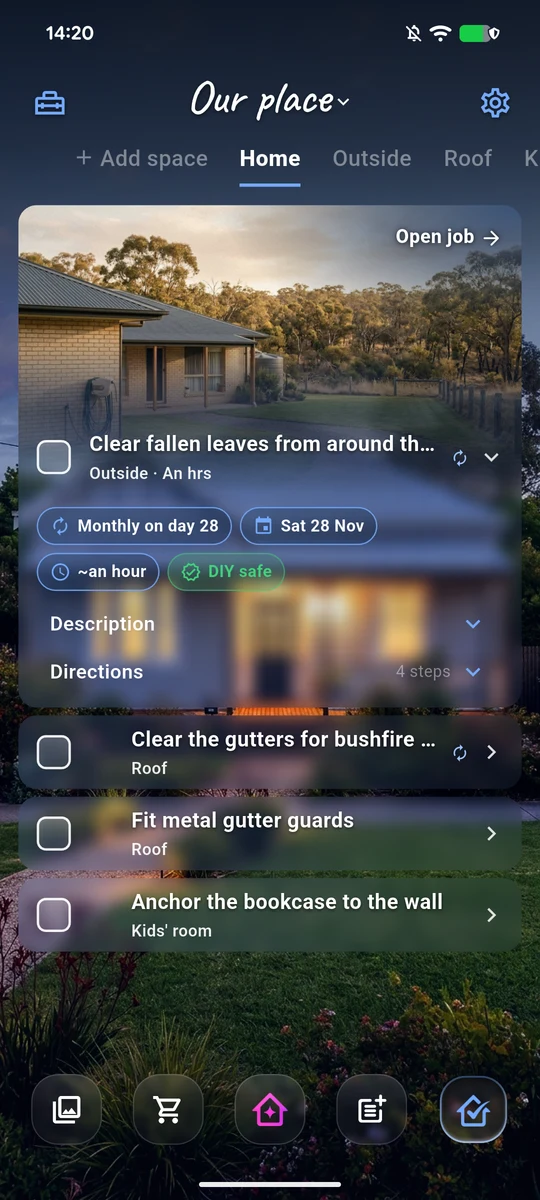 14:20
Our place
+ Add space Home Outside Roof K
Open job →
Clear fallen leaves from around th...
Outside · An hrs
Monthly on day 28
Sat 28 Nov
~an hour
DIY safe
Description
Directions 4 steps
Clear the gutters for bushfire ...
Roof
Fit metal gutter guards
Roof
Anchor the bookcase to the wall
Kids' room